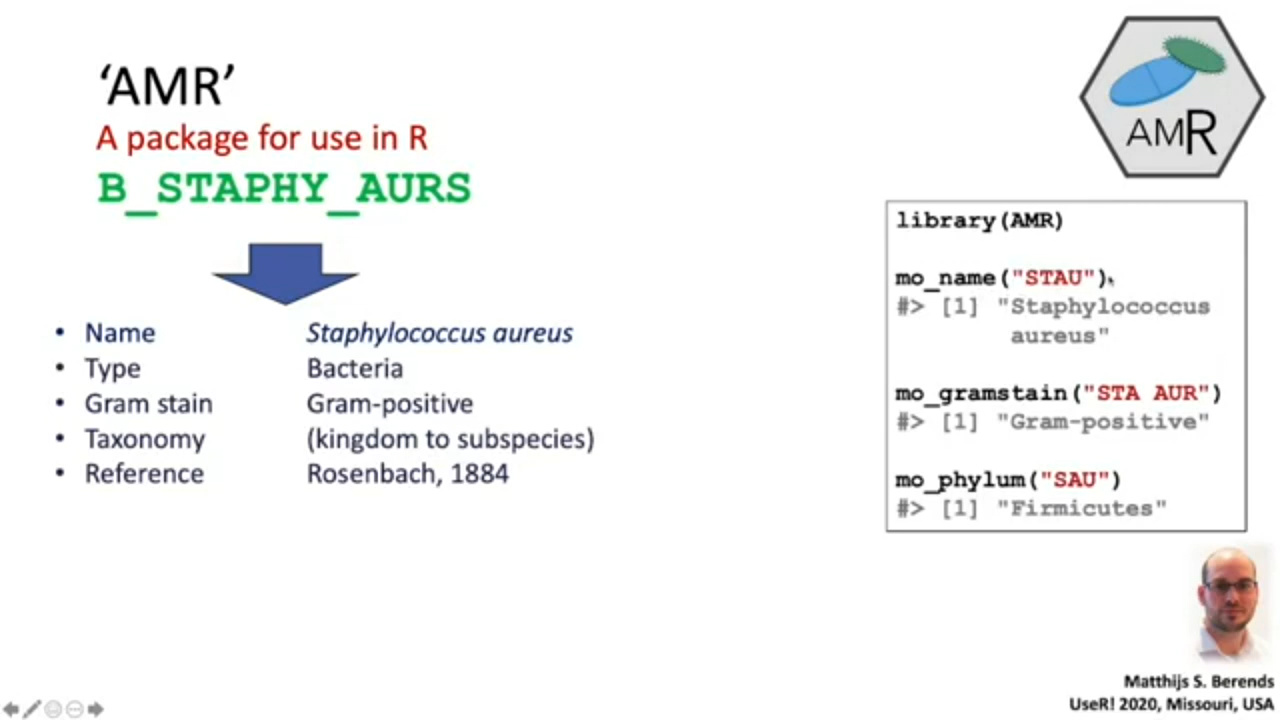 ‘AMR’
A package for use in R
B_STAPHY_AURS
• Name Staphylococcus aureus
• Type Bacteria
• Gram stain Gram-positive
• Taxonomy (kingdom to subspecies)
• Reference Rosenbach, 1884
AMR
library(AMR)
mo_name("STAU")
#> [1] "Staphylococcus
aureus"
mo_gramstain("STA AUR")
#> [1] "Gram-positive"
mo_phylum("SAU")
#> [1] "Firmicutes"
Matthijs S. Berends
UseR! 2020, Missouri, USA